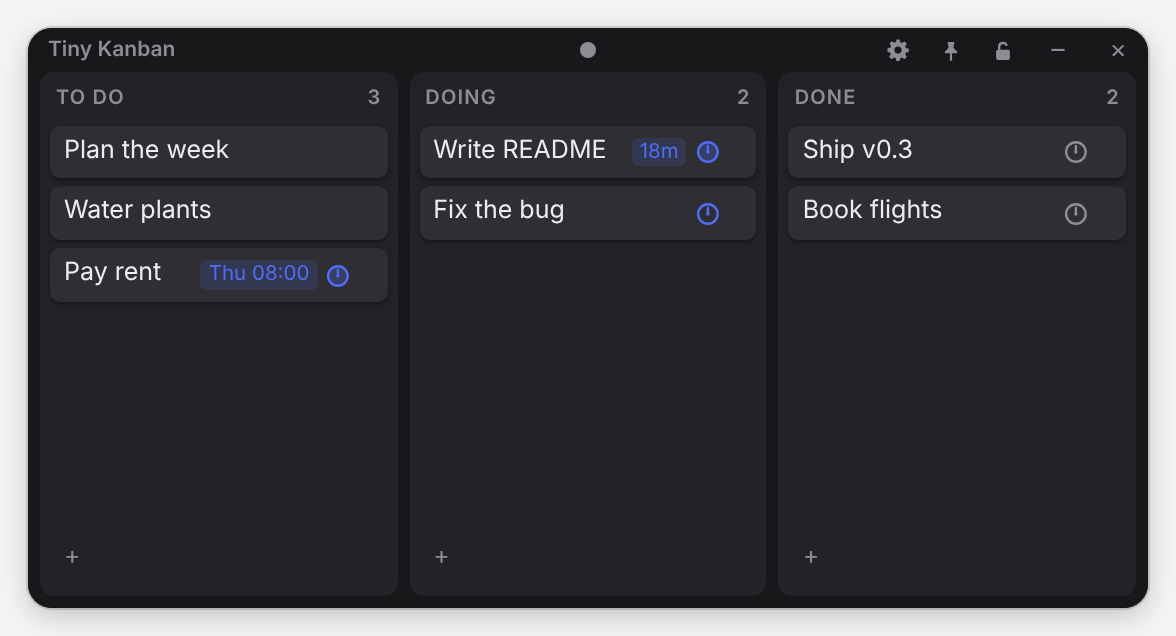 Tiny Kanban
TO DO 3
Plan the week
Water plants
Pay rent Thu 08:00
+
DOING 2
Write README 18m
Fix the bug
+
DONE 2
Ship v0.3
Book flights
+